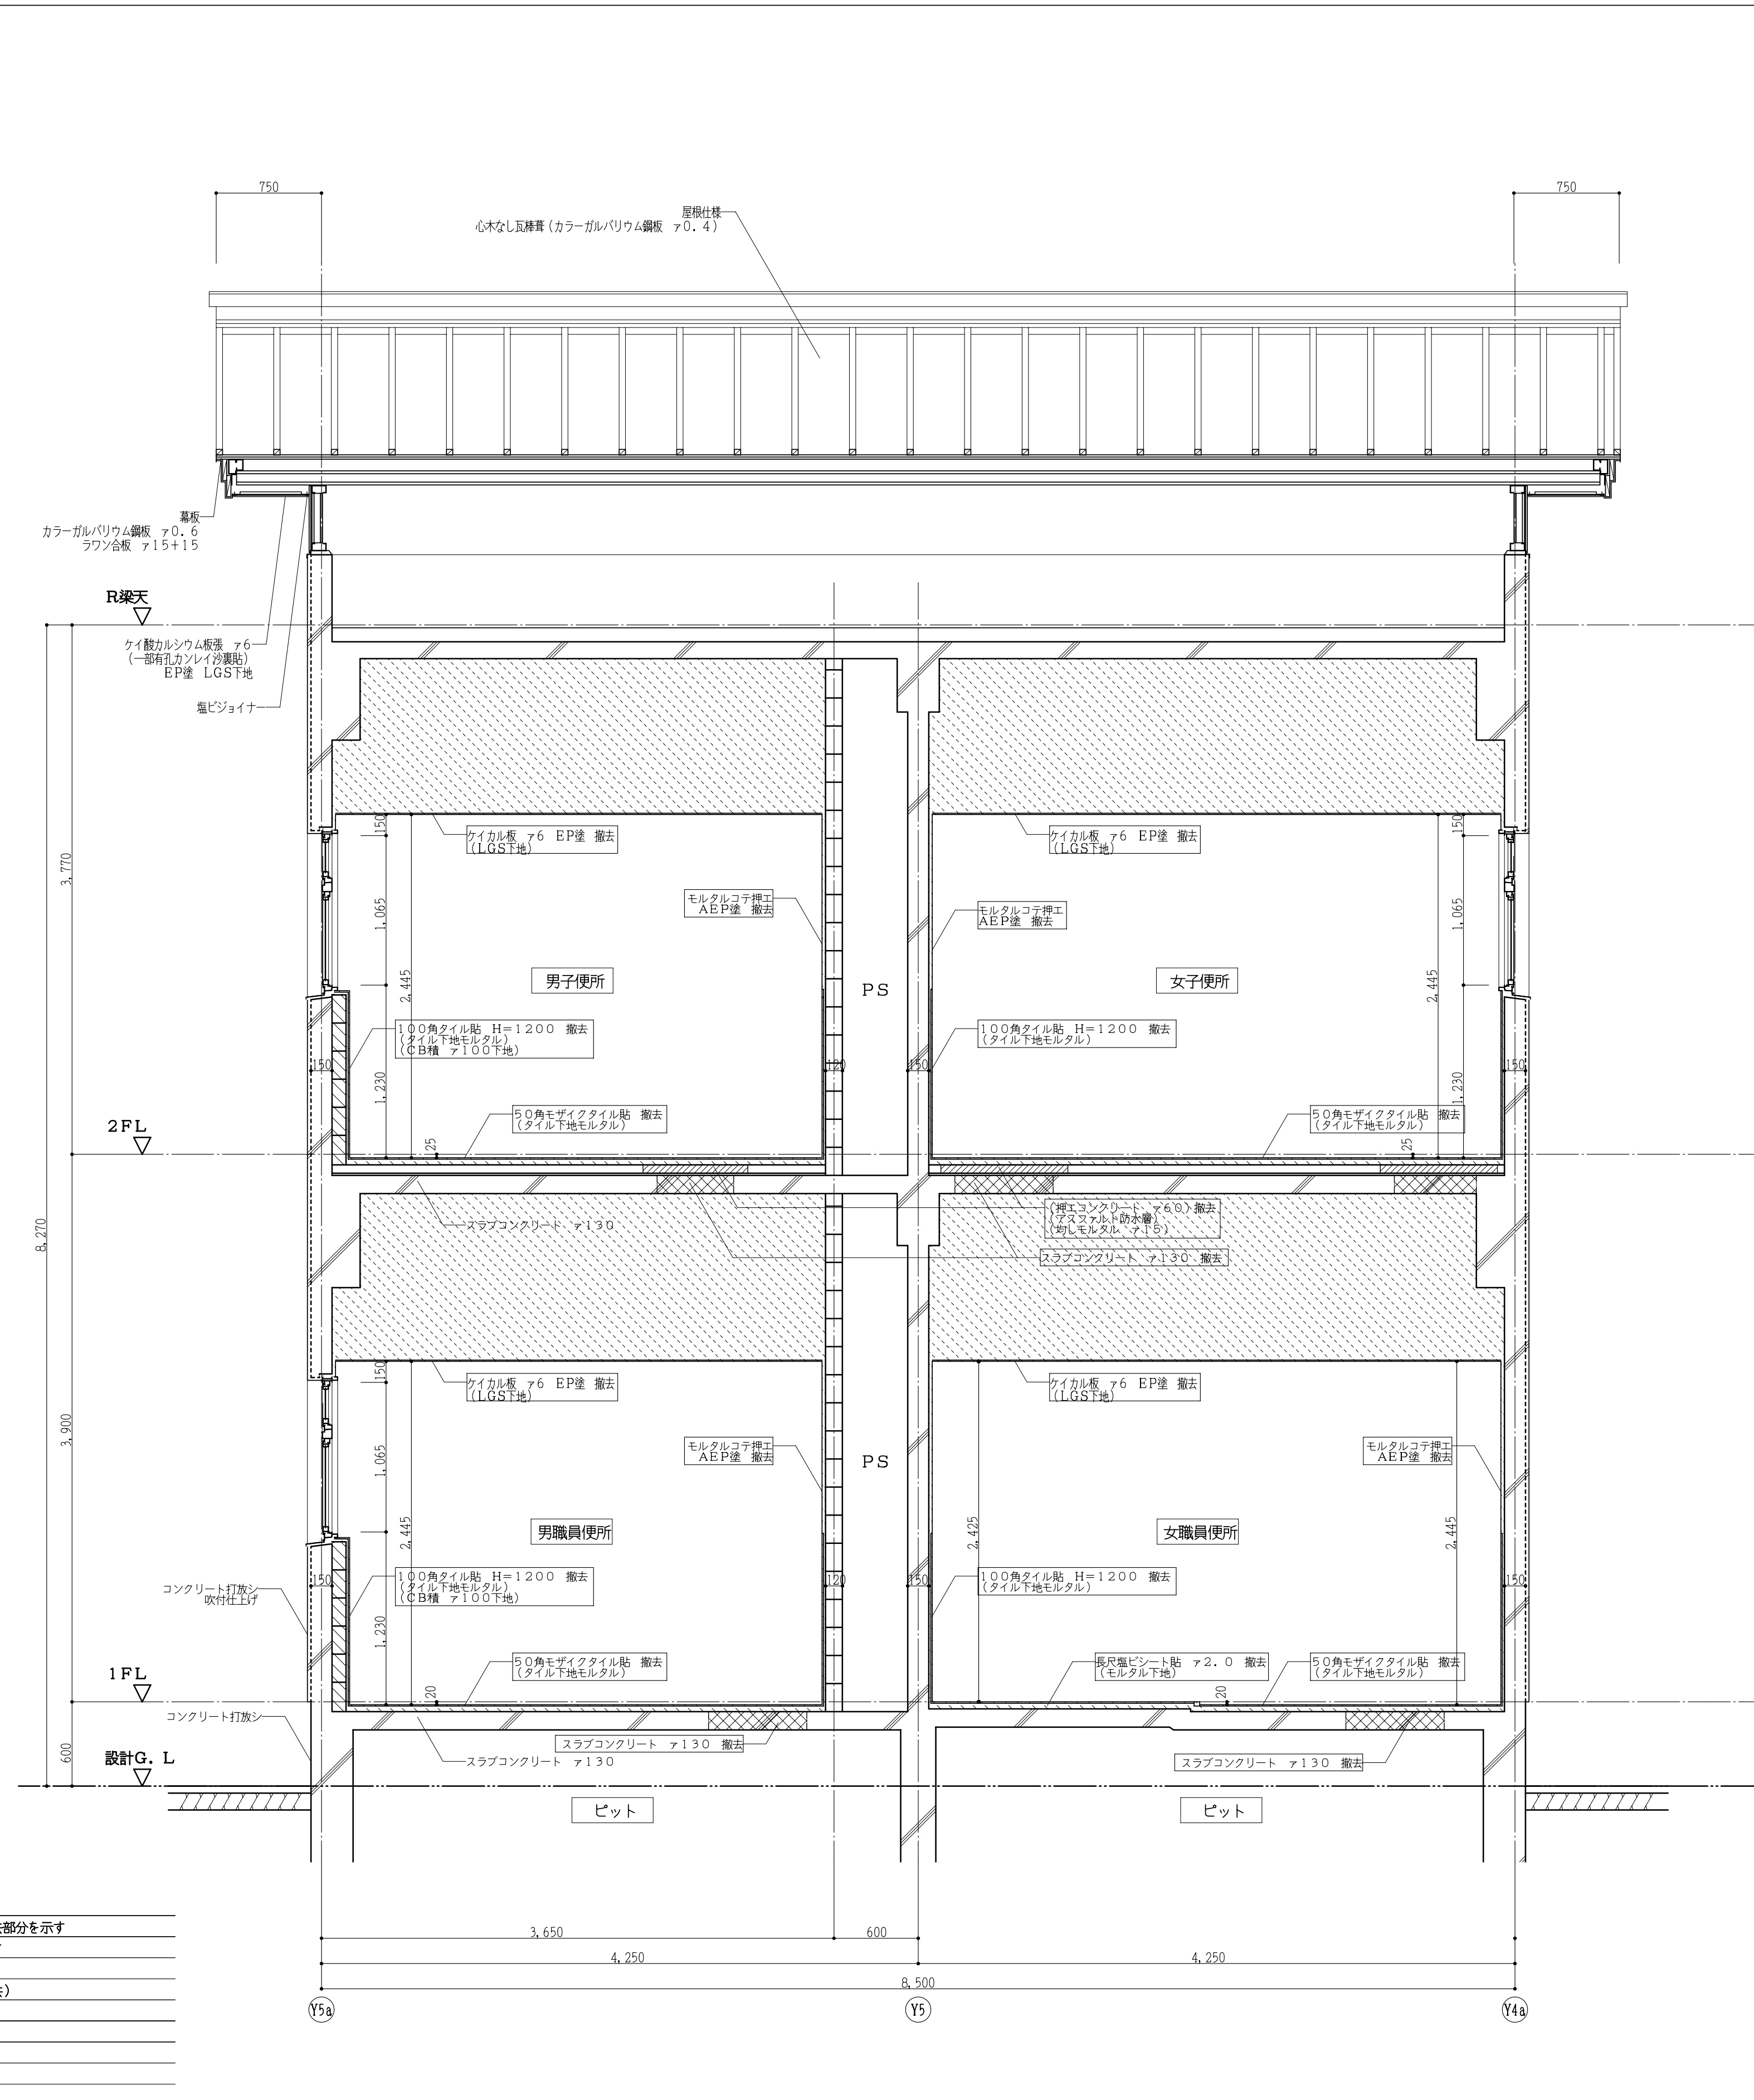 750
750
屋根仕様
心木なし瓦棒葺(カラーガルバリウム鋼板 ァ0.4)
幕板
カラーガルバリウム鋼板 ァ0.6
ラワン合板 ァ15+15
R梁天
ケイ酸カルシウム板張 ァ6
(一部有孔カンレイ沙裏貼)
EP塗 LGS下地
塩ビジョイナー
150
ケイカル板 ァ6 EP塗 撤去
(LGS下地)
ケイカル板 ァ6 EP塗 撤去
(LGS下地)
150
3,770
1,065
モルタルコテ押エ
AEP塗 撤去
モルタルコテ押エ
AEP塗 撤去
1,065
2,445
男子便所
PS
女子便所
2,445
100角タイル貼 H=1200 撤去
(タイル下地モルタル)
(CB積 ァ100下地)
100角タイル貼 H=1200 撤去
(タイル下地モルタル)
150
120
150
150
1,230
1,230
50角モザイクタイル貼 撤去
(タイル下地モルタル)
50角モザイクタイル貼 撤去
(タイル下地モルタル)
2FL
25
25
8,270
スラブコンクリート ァ130
(押エコンクリート ァ60)撤去
(アスファルト防水層)
(均しモルタル ァ15)
スラブコンクリート ァ130 撤去
150
ケイカル板 ァ6 EP塗 撤去
(LGS下地)
ケイカル板 ァ6 EP塗 撤去
(LGS下地)
3,900
1,065
モルタルコテ押エ
AEP塗 撤去
PS
モルタルコテ押エ
AEP塗 撤去
2,445
男職員便所
2,425
女職員便所
2,445
コンクリート打放シ
吹付仕上げ
100角タイル貼 H=1200 撤去
(タイル下地モルタル)
(CB積 ァ100下地)
100角タイル貼 H=1200 撤去
(タイル下地モルタル)
150
120
150
150
1,230
50角モザイクタイル貼 撤去
(タイル下地モルタル)
長尺塩ビシート貼 ァ2.0 撤去
(モルタル下地)
50角モザイクタイル貼 撤去
(タイル下地モルタル)
1FL
20
20
コンクリート打放シ
スラブコンクリート ァ130 撤去
スラブコンクリート ァ130
スラブコンクリート ァ130 撤去
600
設計G.L
ピット
ピット
部分を示す
3,650
600
4,250
4,250
8,500
Y5a
Y5
Y4a